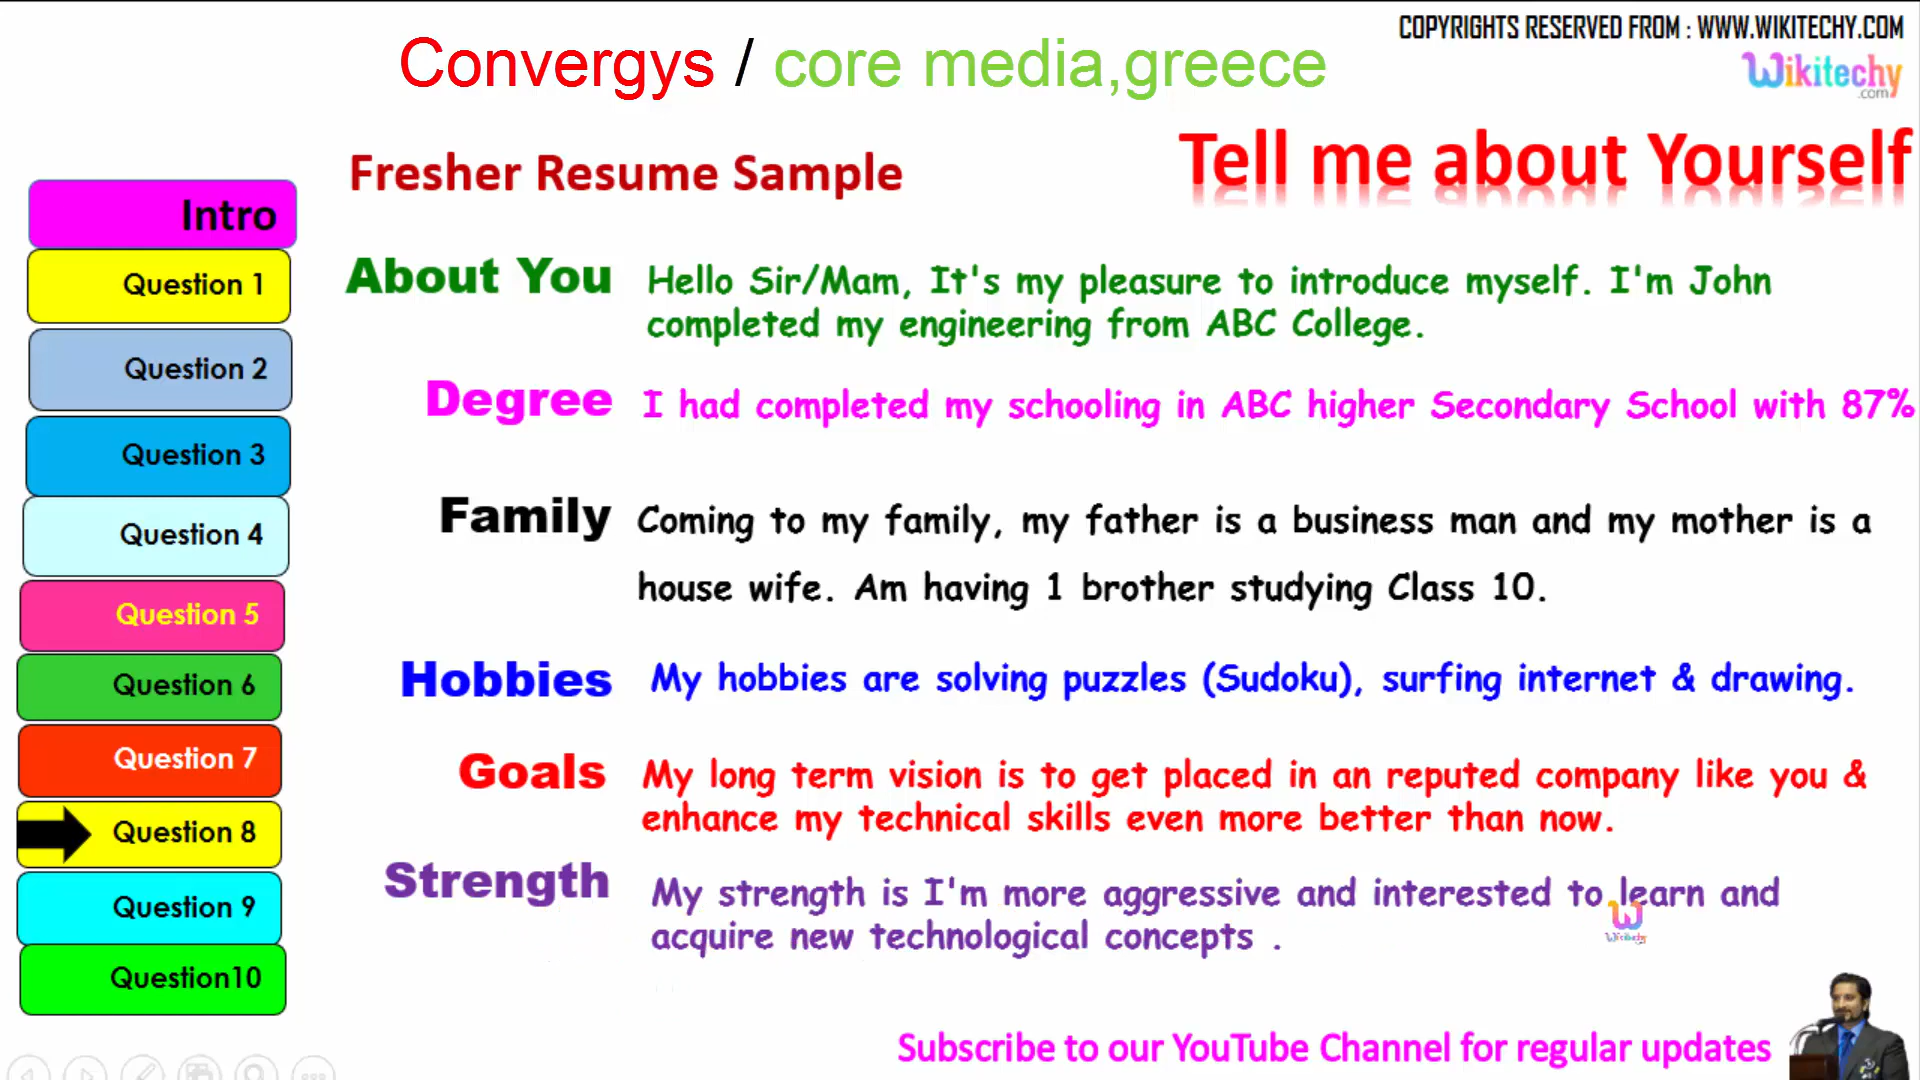 COPYRIGHTS RESERVED FROM : WWW.WIKITECHY.COM
Convergys / core media,greece
Wikitechy
.com
Fresher Resume Sample
Tell me about Yourself
Intro
Question 1
Question 2
Question 3
Question 4
Question 5
Question 6
Question 7
Question 8
Question 9
Question10
About You
Hello Sir/Mam, It's my pleasure to introduce myself. I'm John
completed my engineering from ABC College.
Degree
I had completed my schooling in ABC higher Secondary School with 87%
Family
Coming to my family, my father is a business man and my mother is a
house wife. Am having 1 brother studying Class 10.
Hobbies
My hobbies are solving puzzles (Sudoku), surfing internet & drawing.
Goals
My long term vision is to get placed in an reputed company like you &
enhance my technical skills even more better than now.
Strength
My strength is I'm more aggressive and interested to learn and
acquire new technological concepts .
Wikitechy
Subscribe to our YouTube Channel for regular updates